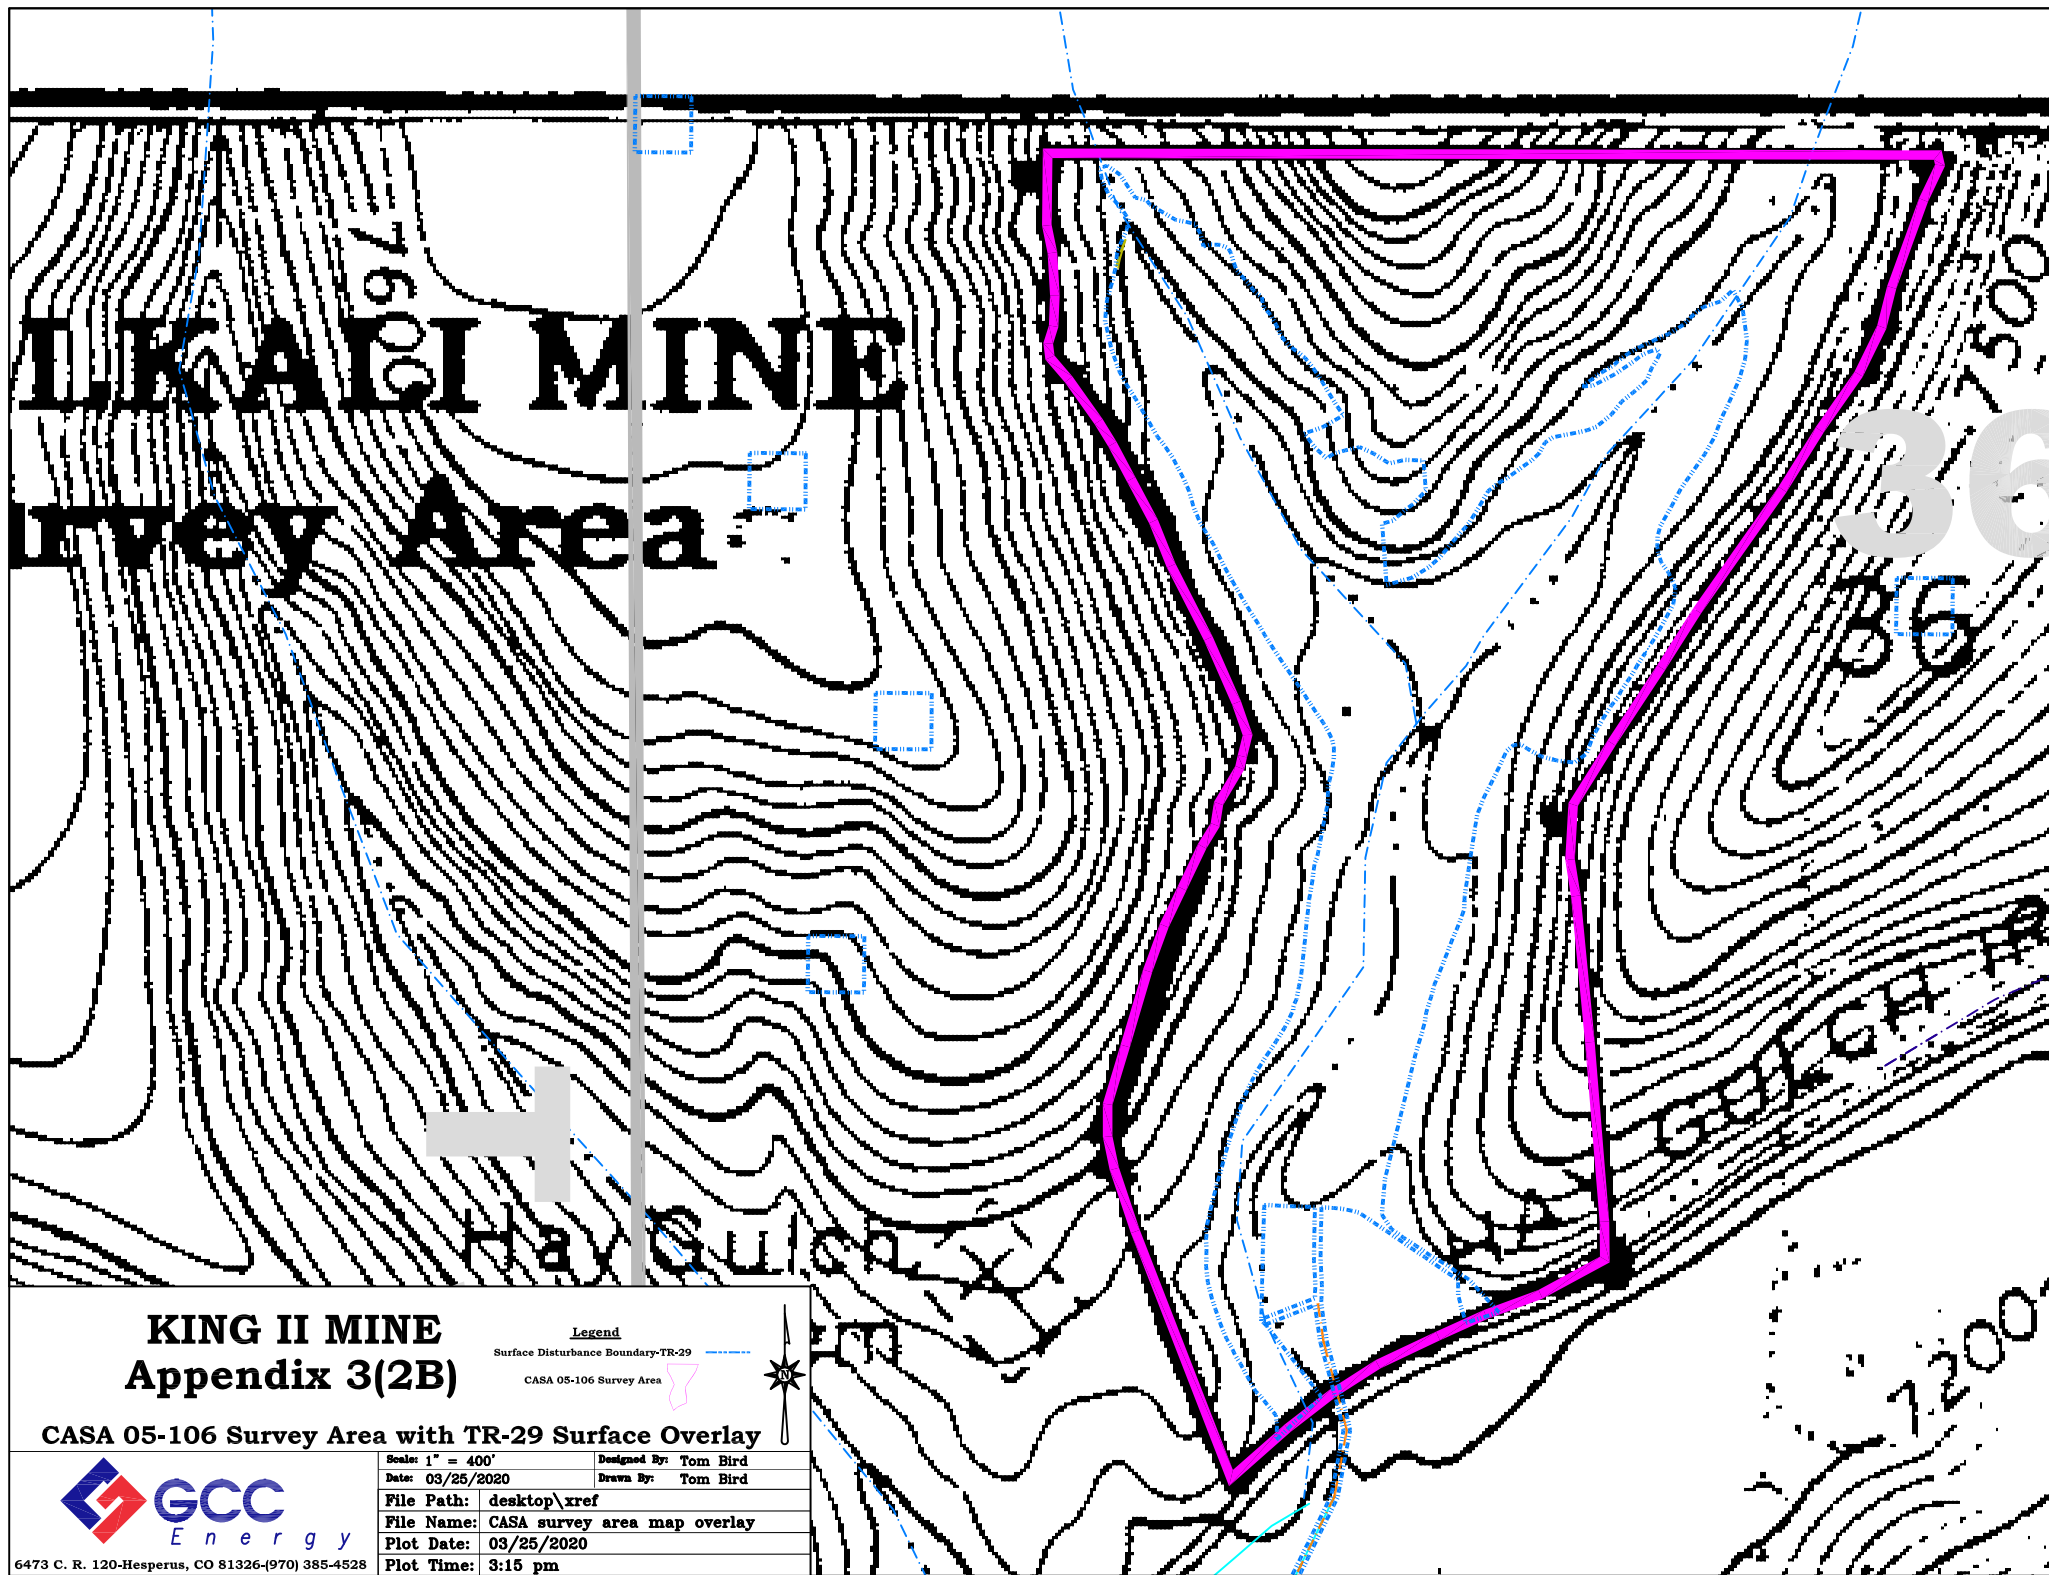 7600
LKALI MINE
7500
36
rvey Area
36
GULCH
T
Hay Gulch
7200
KING II MINE
Appendix 3(2B)
Legend
Surface Disturbance Boundary-TR-29
CASA 05-106 Survey Area
N
CASA 05-106 Survey Area with TR-29 Surface Overlay
GCC
Energy
6473 C. R. 120-Hesperus, CO 81326-(970) 385-4528
Scale: 1" = 400'
Designed By: Tom Bird
Date: 03/25/2020
Drawn By: Tom Bird
File Path: desktop\xref
File Name: CASA survey area map overlay
Plot Date: 03/25/2020
Plot Time: 3:15 pm